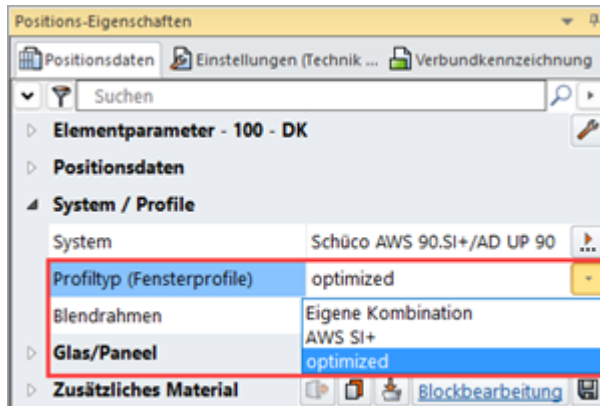 Positions-Eigenschaften
Positionsdaten Einstellungen (Technik ... Verbundkennzeichnung
Suchen
Elementparameter - 100 - DK
Positionsdaten
System / Profile
System Schüco AWS 90.SI+/AD UP 90
Profiltyp (Fensterprofile) optimized
Blendrahmen Eigene Kombination
AWS SI+
Glas/Paneel optimized
Zusätzliches Material Blockbearbeitung